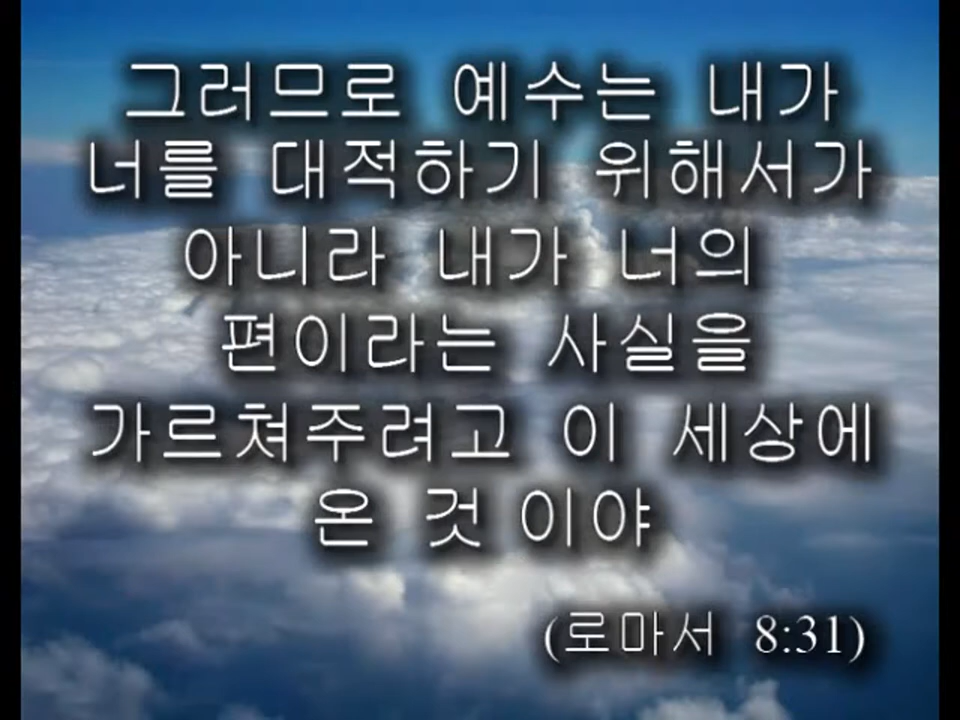 그러므로 예수는 내가
너를 대적하기 위해서가
아니라 내가 너의
편이라는 사실을
가르쳐주려고 이 세상에
온 것 이야
(로마서 8:31)